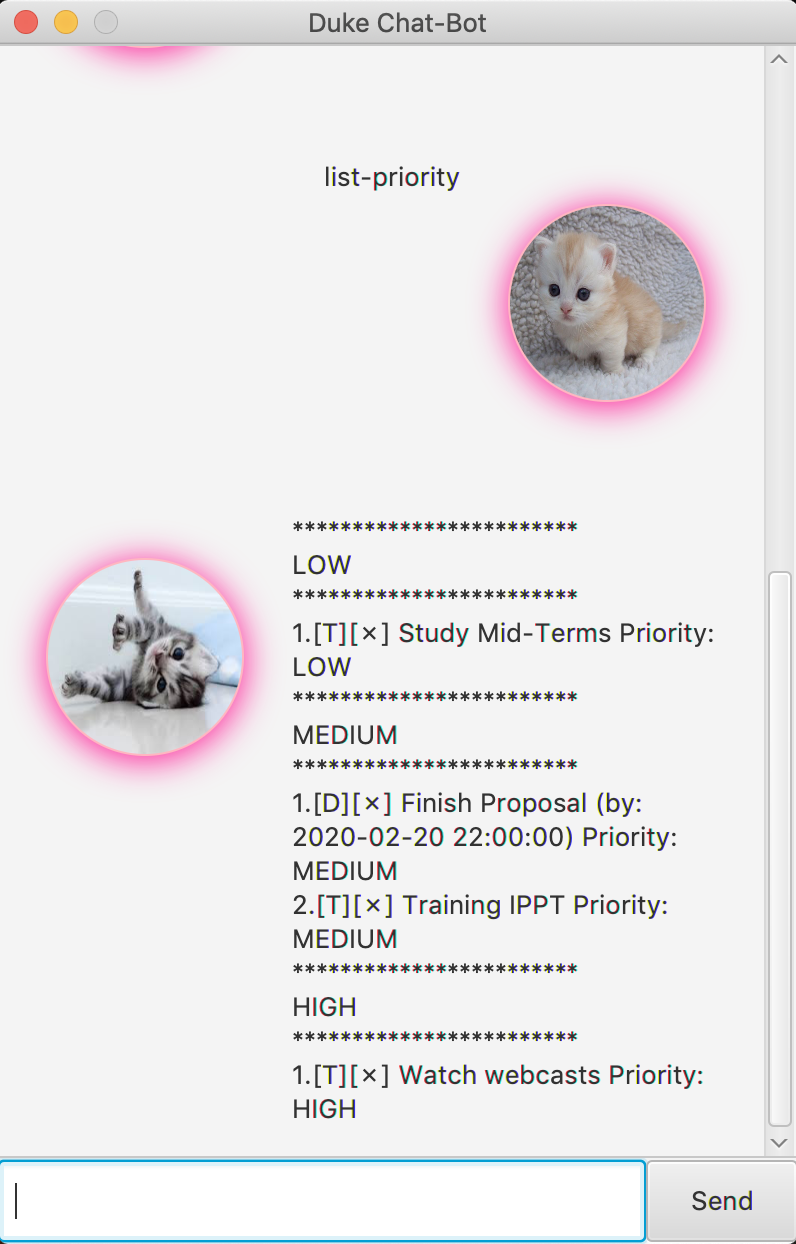 Duke Chat-Bot
list-priority
************************
LOW
************************
1.[T][×] Study Mid-Terms Priority:
LOW
************************
MEDIUM
************************
1.[D][×] Finish Proposal (by:
2020-02-20 22:00:00) Priority:
MEDIUM
2.[T][×] Training IPPT Priority:
MEDIUM
************************
HIGH
************************
1.[T][×] Watch webcasts Priority:
HIGH
Send